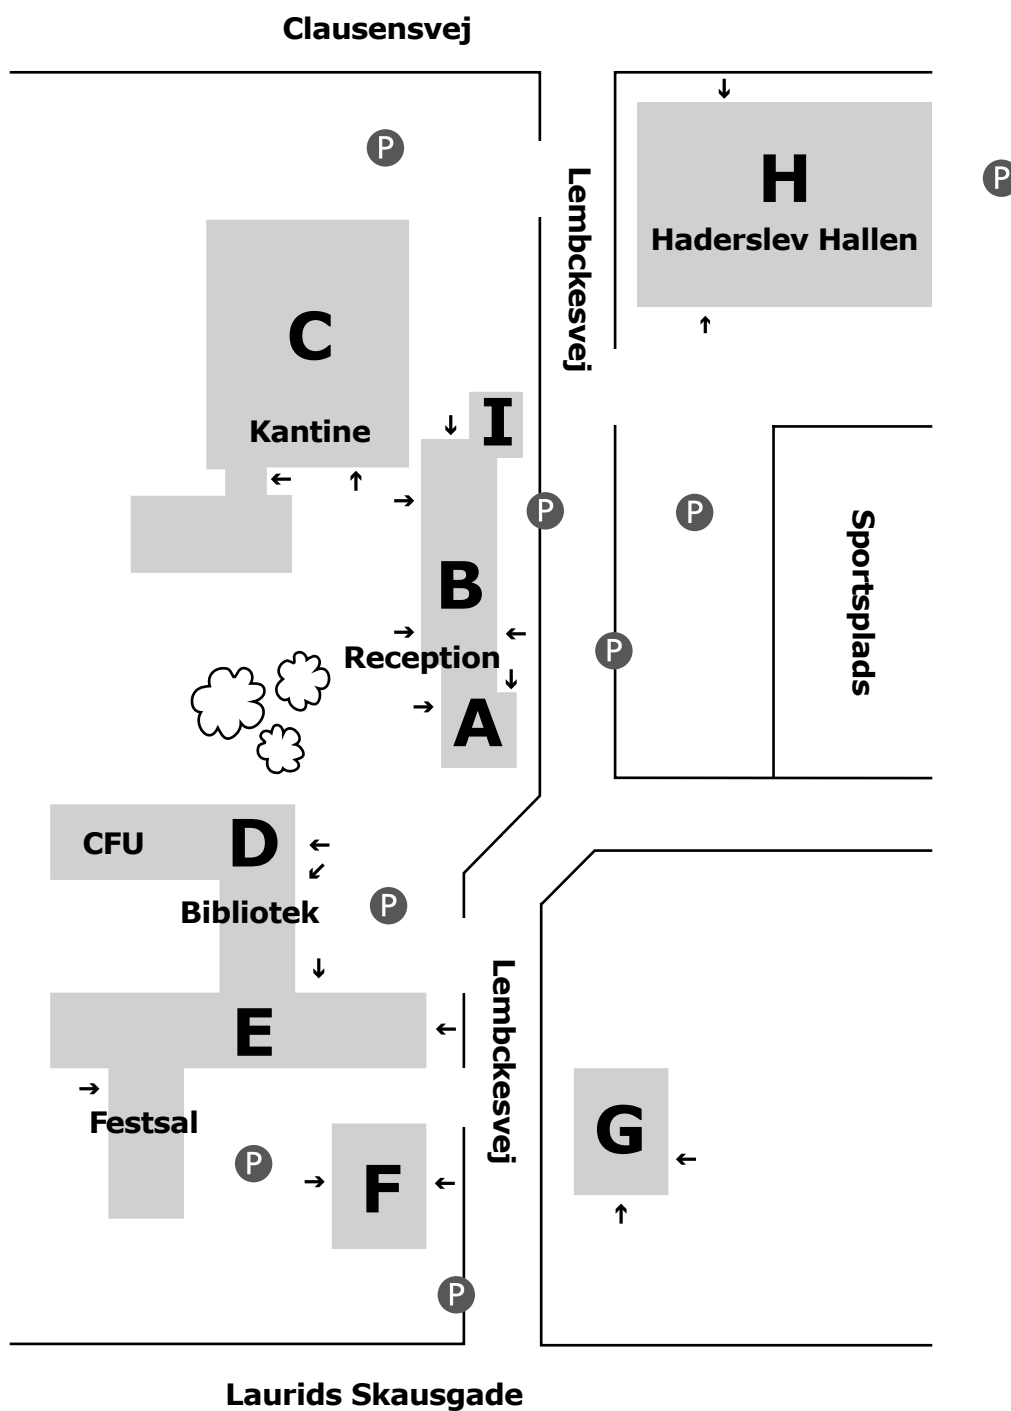 Clausensvej
P
H
P
Lembckesvej
Haderslev Hallen
C
I
Kantine
P
P
Sportsplads
B
P
Reception
A
CFU
D
P
Bibliotek
Lembckesvej
E
Festsal
G
P
F
P
Laurids Skausgade